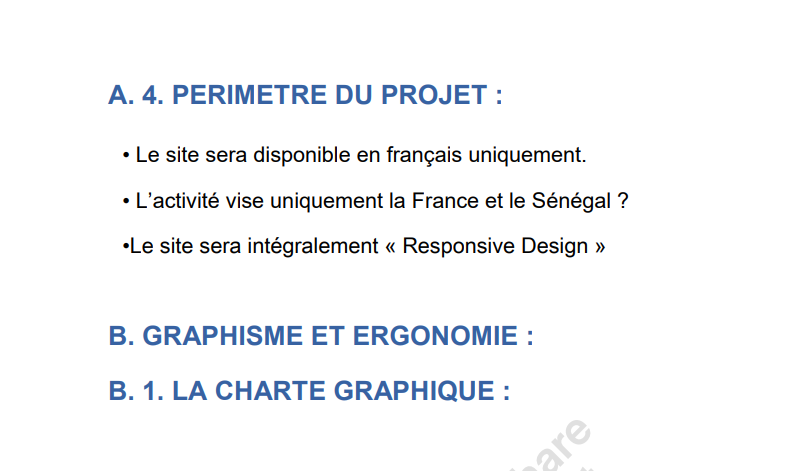 A. 4. PERIMETRE DU PROJET :
• Le site sera disponible en français uniquement.
• L’activité vise uniquement la France et le Sénégal ?
•Le site sera intégralement « Responsive Design »
B. GRAPHISME ET ERGONOMIE :
B. 1. LA CHARTE GRAPHIQUE :